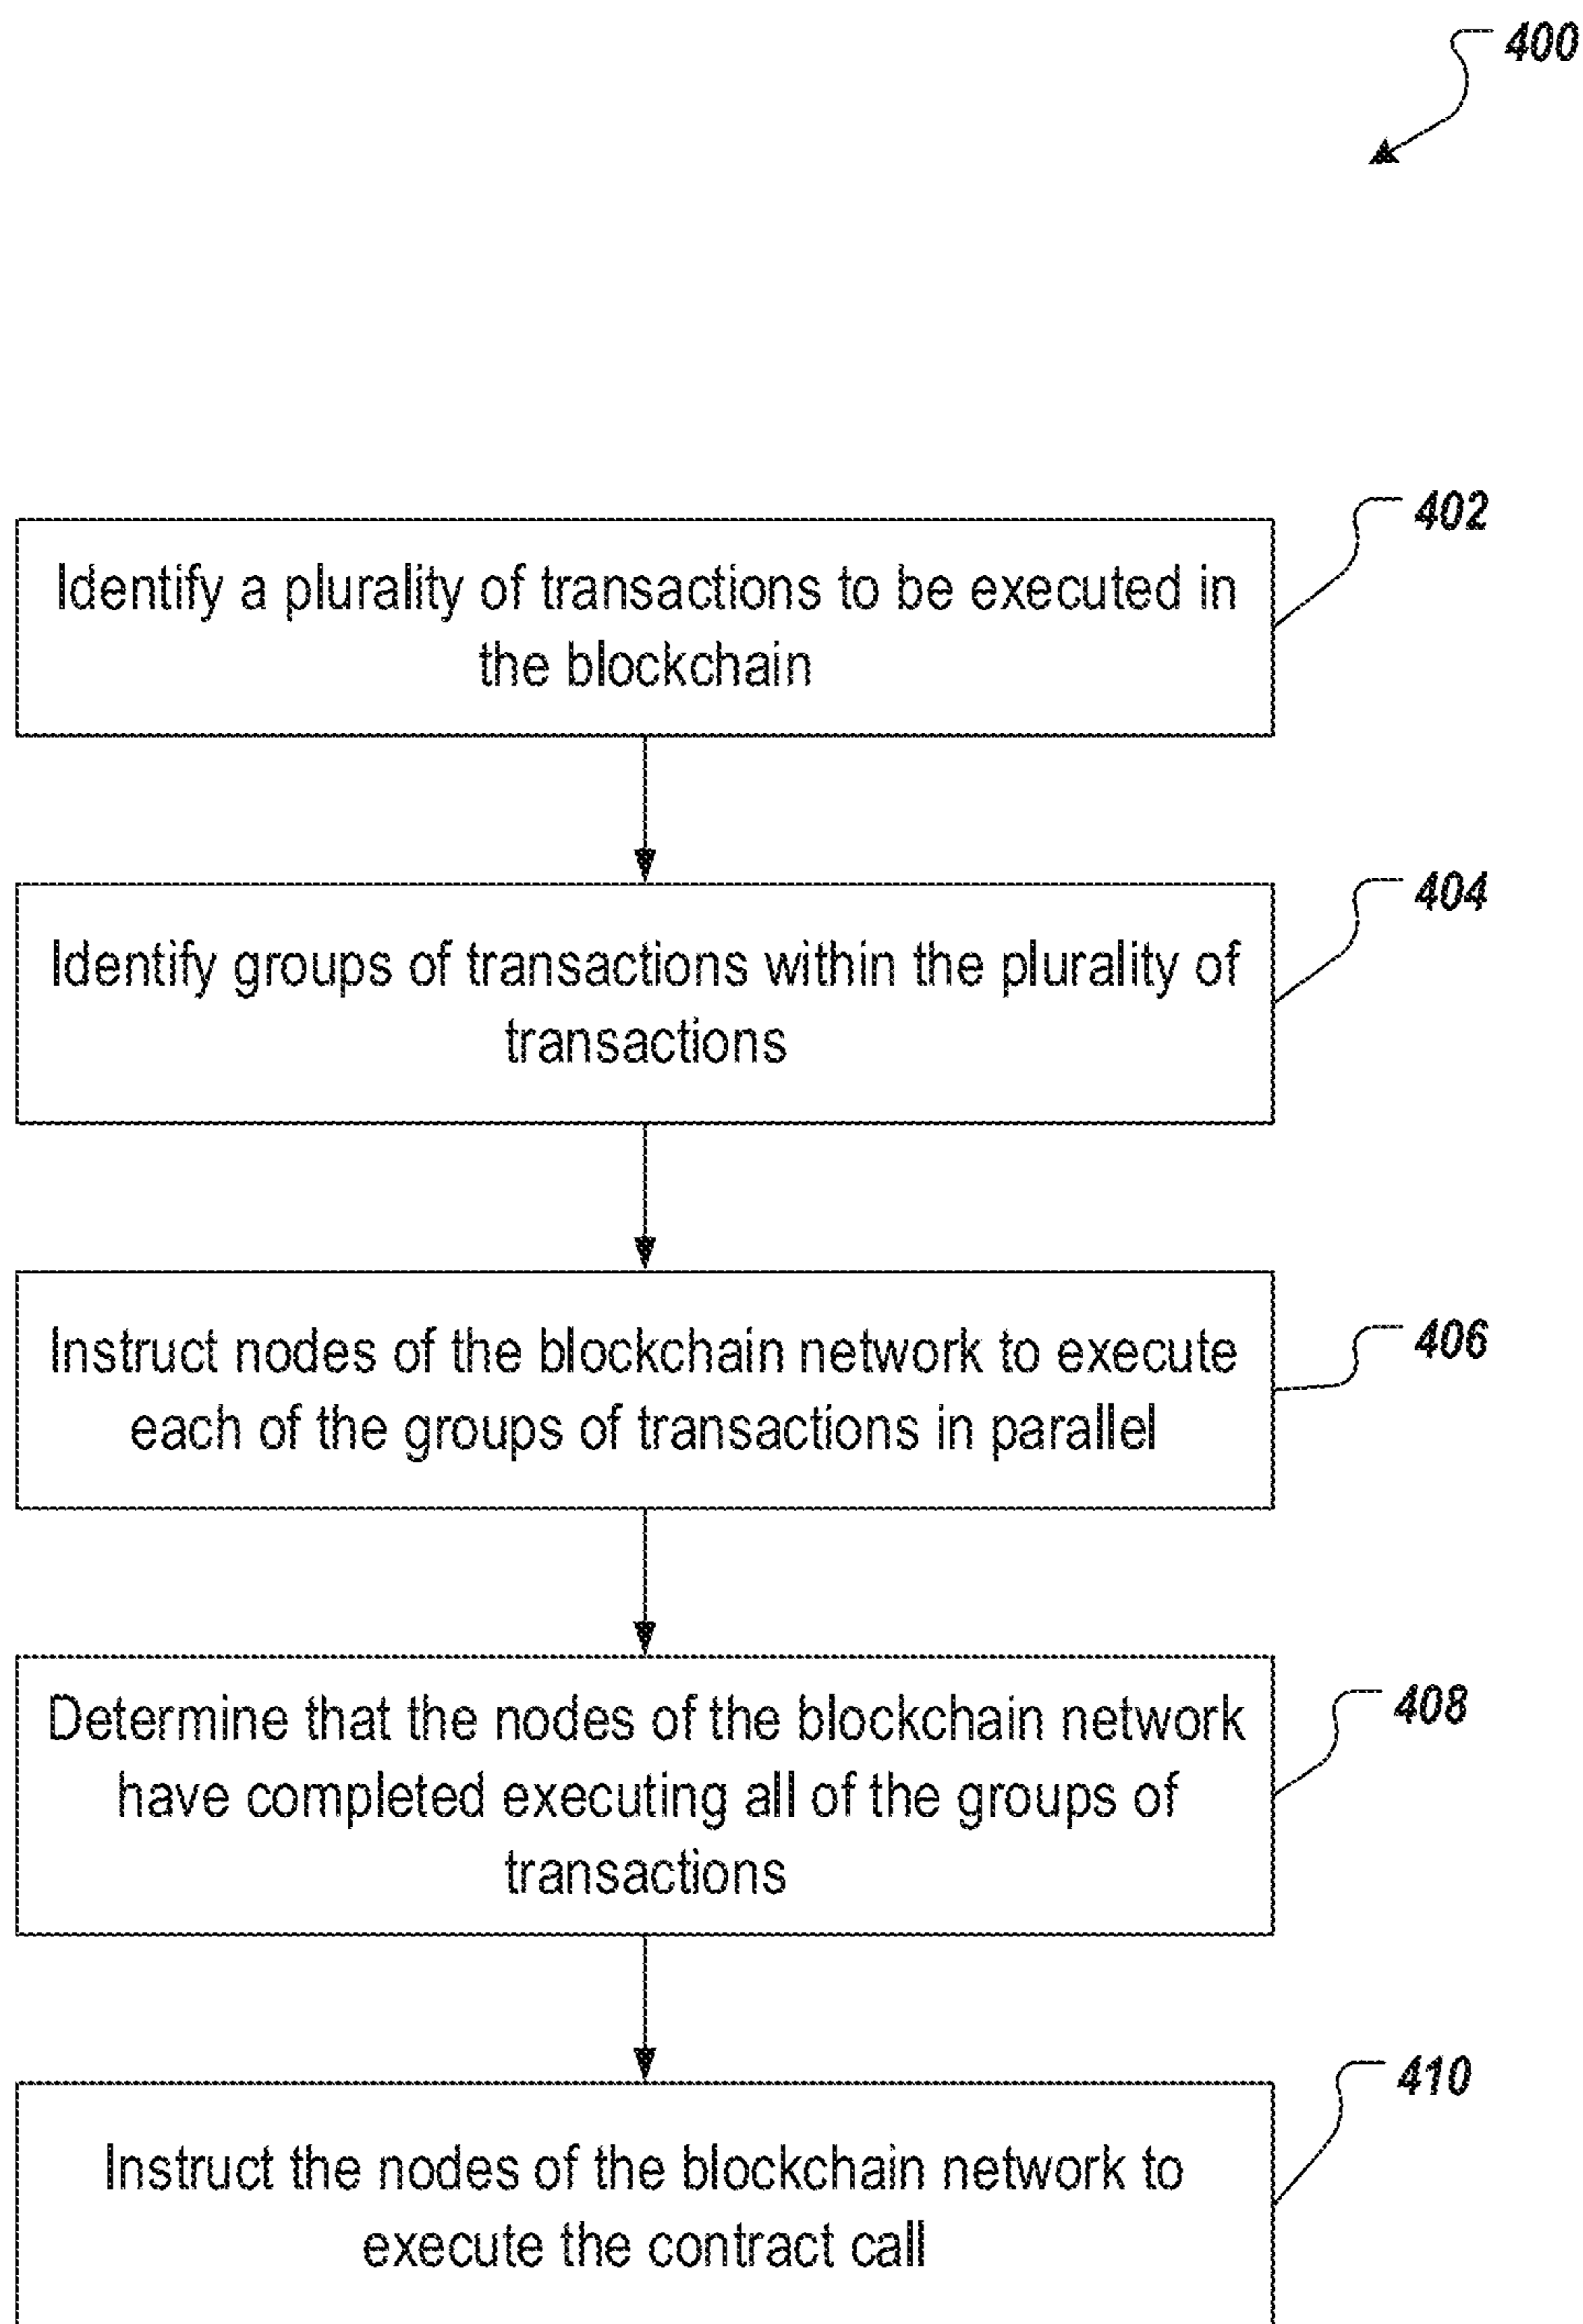 400
402
Identify a plurality of transactions to be executed in
the blockchain
404
Identify groups of transactions within the plurality of
transactions
406
Instruct nodes of the blockchain network to execute
each of the groups of transactions in parallel
408
Determine that the nodes of the blockchain network
have completed executing all of the groups of
transactions
410
Instruct the nodes of the blockchain network to
execute the contract call